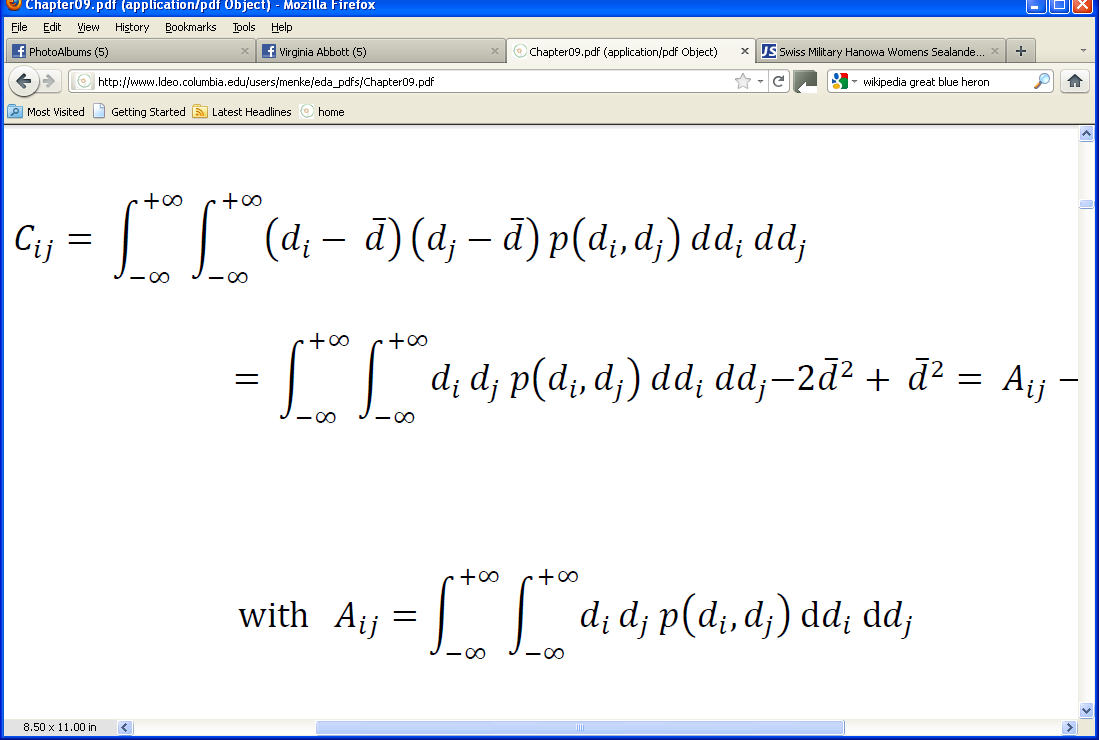 Chapter09.pdf (application/pdf Object) - Mozilla Firefox
File Edit View History Bookmarks Tools Help
PhotoAlbums (5) Virginia Abbott (5) Chapter09.pdf (application/pdf Object) Swiss Military Hanowa Womens Sealande...
http://www.ldeo.columbia.edu/users/menke/eda_pdfs/Chapter09.pdf wikipedia great blue heron
Most Visited Getting Started Latest Headlines home
C_{ij} = ∫_{−∞}^{+∞} ∫_{−∞}^{+∞} (d_i − d̄) (d_j − d̄) p(d_i, d_j) dd_i dd_j
= ∫_{−∞}^{+∞} ∫_{−∞}^{+∞} d_i d_j p(d_i, d_j) dd_i dd_j−2d̄² + d̄² = A_{ij} −
with A_{ij} = ∫_{−∞}^{+∞} ∫_{−∞}^{+∞} d_i d_j p(d_i, d_j) dd_i dd_j
8.50 x 11.00 in